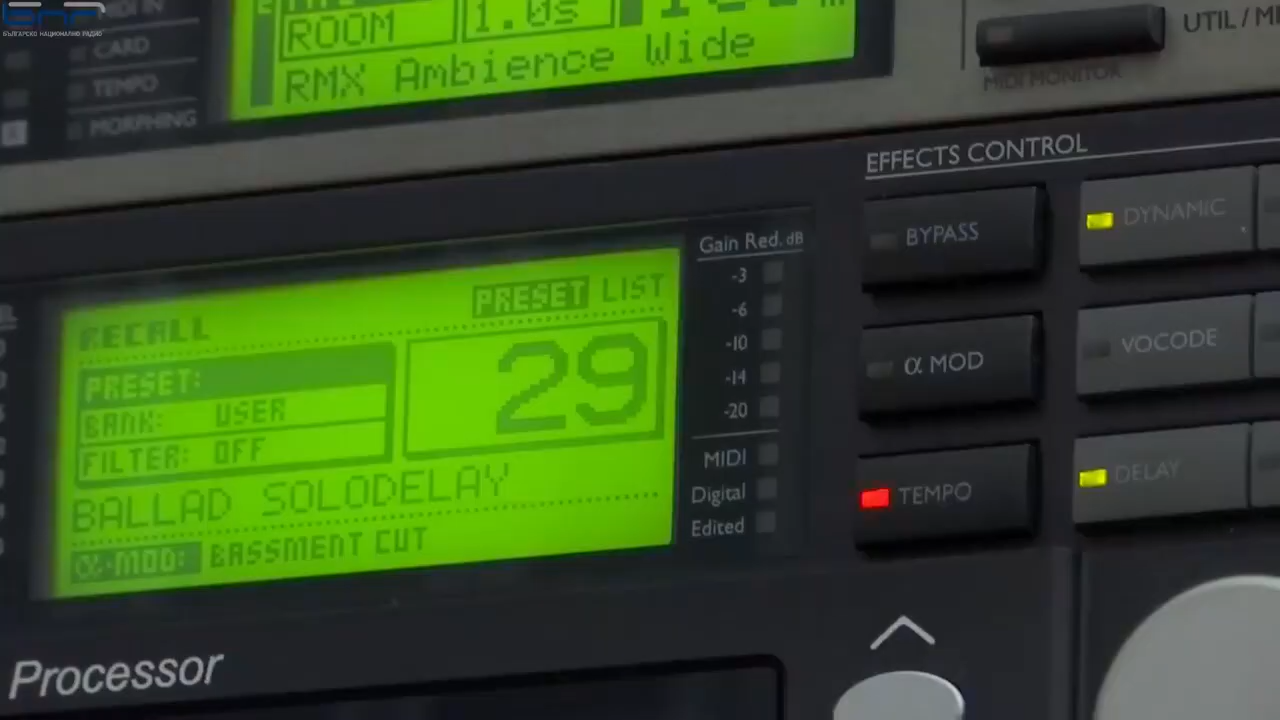 БЪЛГАРСКО НАЦИОНАЛНО РАДИО
MIDI IN
CARD
TEMPO
MORPHING
ROOM 1.0s
RMX Ambience Wide
UTIL / M
MIDI MONITOR
EFFECTS CONTROL
BYPASS
DYNAMIC
α MOD
VOCODE
TEMPO
DELAY
Gain Red. dB
-3
-6
-10
-14
-20
MIDI
Digital
Edited
RECALL PRESET LIST
PRESET: 29
BANK: USER
FILTER: OFF
BALLAD SOLODELAY
α-MOD: BASSMENT CUT
Processor